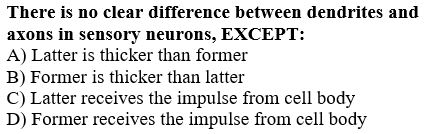 There is no clear difference between dendrites and
axons in sensory neurons, EXCEPT:
A) Latter is thicker than former
B) Former is thicker than latter
C) Latter receives the impulse from cell body
D) Former receives the impulse from cell body